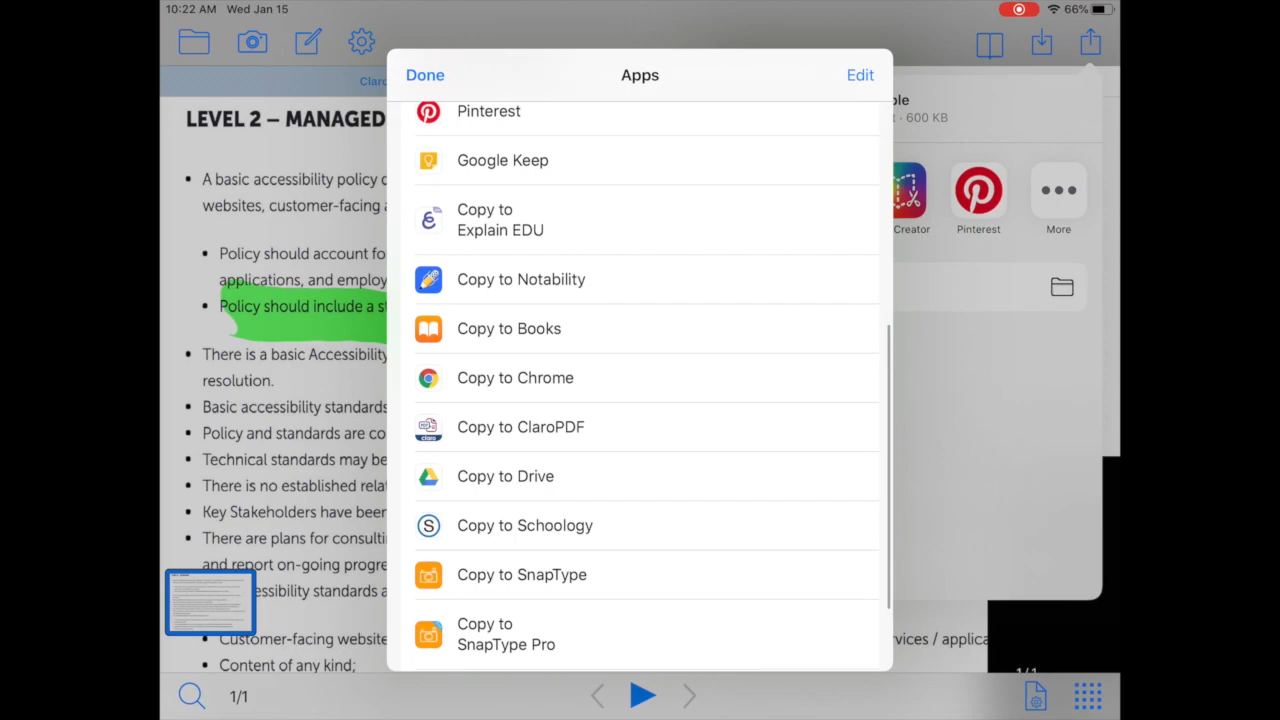 10:22 AM Wed Jan 15
66%
Claro
LEVEL 2 – MANAGED
A basic accessibility policy
websites, customer-facing
Policy should account fo
applications, and employ
Policy should include a st
There is a basic Accessibility
resolution.
Basic accessibility standards
Policy and standards are co
Technical standards may be
There is no established rela
Key Stakeholders have been
There are plans for consulti
and report on-going progre
essibility standards a
Customer-facing website
Content of any kind;
rvices / applica
1/1
Done
Apps
Edit
Pinterest
Google Keep
Copy to
Explain EDU
Copy to Notability
Copy to Books
Copy to Chrome
Copy to ClaroPDF
Copy to Drive
Copy to Schoology
Copy to SnapType
Copy to
SnapType Pro
ple
· 600 KB
Creator
Pinterest
More